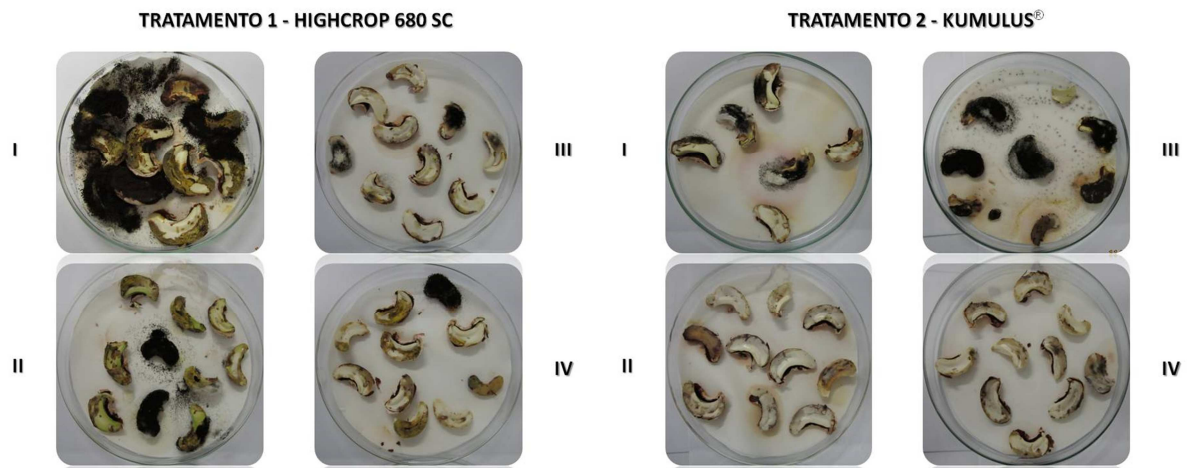 TRATAMENTO 1 - HIGHCROP 680 SC
TRATAMENTO 2 - KUMULUS®
I
III
I
III
II
IV
II
IV